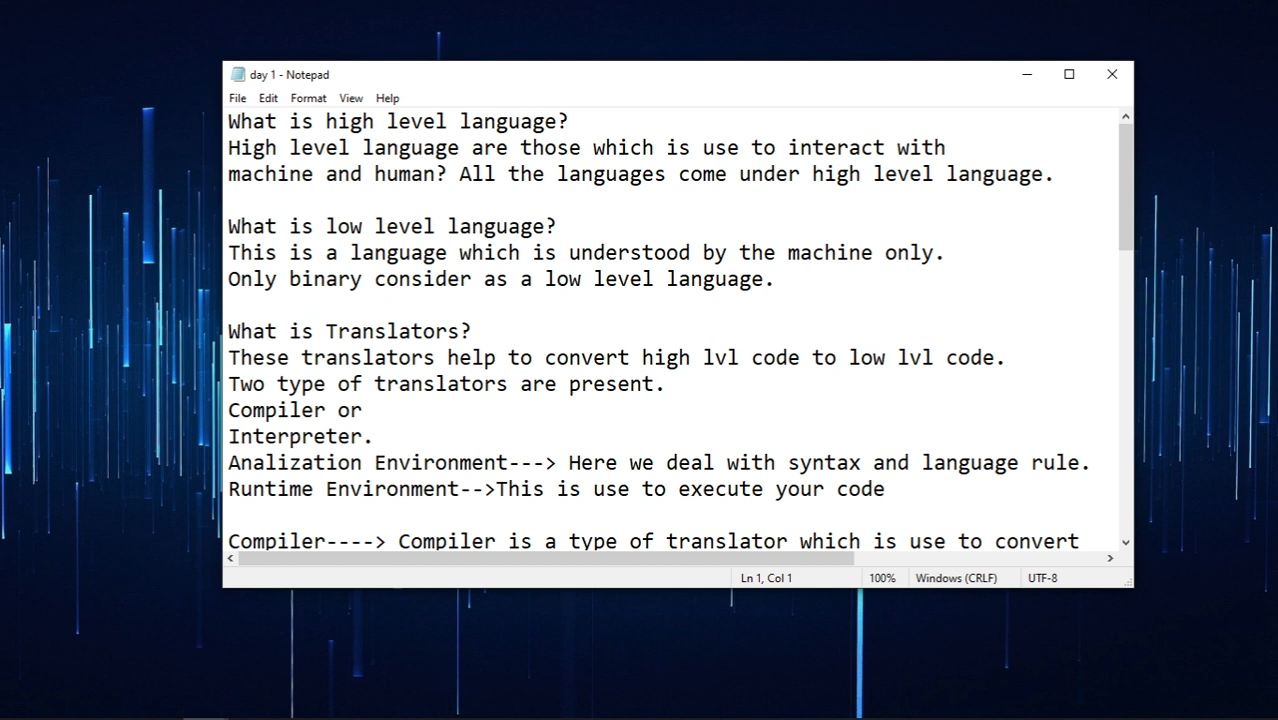 day 1 - Notepad
File Edit Format View Help
What is high level language?
High level language are those which is use to interact with
machine and human? All the languages come under high level language.
What is low level language?
This is a language which is understood by the machine only.
Only binary consider as a low level language.
What is Translators?
These translators help to convert high lvl code to low lvl code.
Two type of translators are present.
Compiler or
Interpreter.
Analization Environment---> Here we deal with syntax and language rule.
Runtime Environment-->This is use to execute your code
Compiler----> Compiler is a type of translator which is use to convert
Ln 1, Col 1 100% Windows (CRLF) UTF-8